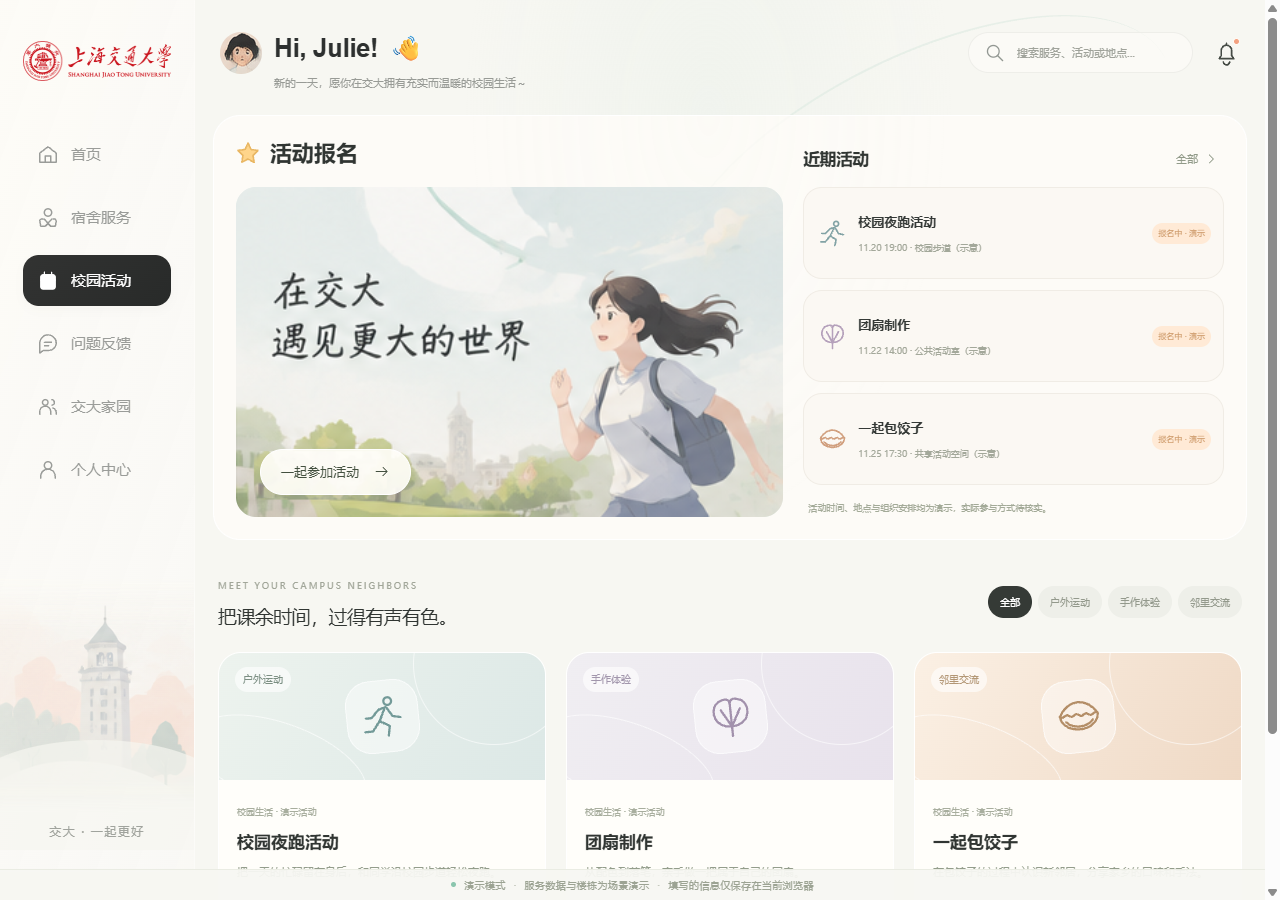 上海交通大学
SHANGHAI JIAO TONG UNIVERSITY
首页
宿舍服务
校园活动
问题反馈
交大家园
个人中心
交大 · 一起更好
Hi, Julie! 👋
新的一天，愿你在交大拥有充实而温暖的校园生活~
搜索服务、活动或地点...
活动报名
在交大
遇见更大的世界
一起参加活动 →
近期活动
全部 >
校园夜跑活动
11.20 19:00 · 校园步道（示意）
报名中 · 演示
团扇制作
11.22 14:00 · 公共活动室（示意）
报名中 · 演示
一起包饺子
11.25 17:30 · 共享活动空间（示意）
报名中 · 演示
活动时间、地点与组织安排均为演示，实际参与方式待核实。
MEET YOUR CAMPUS NEIGHBORS
把课余时间，过得有声有色。
全部
户外运动
手作体验
邻里交流
户外运动
校园生活 · 演示活动
校园夜跑活动
手作体验
校园生活 · 演示活动
团扇制作
邻里交流
校园生活 · 演示活动
一起包饺子
演示模式 · 服务数据与楼栋为场景演示 · 填写的信息仅保存在当前浏览器